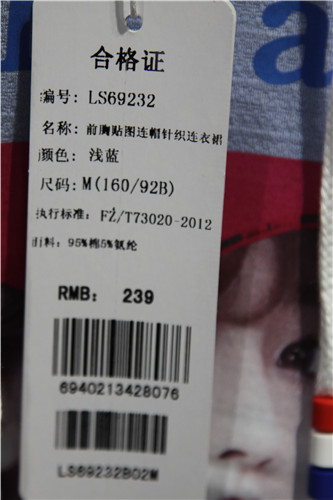 合格证
编号: LS69232
名称: 前胸贴图连帽针织连衣裙
颜色: 浅蓝
尺码: M(160/92B)
执行标准: FZ/T73020-2012
面料: 95%棉5%氨纶
RMB: 239
6940213428076
LS69232B02M